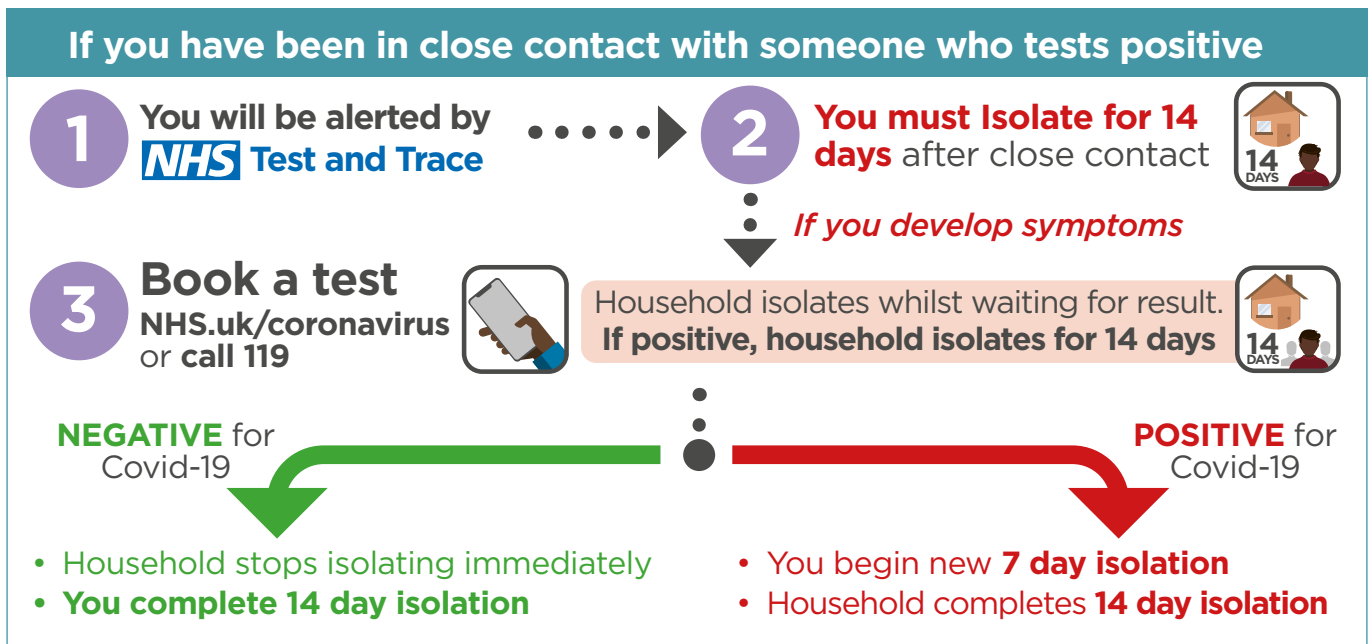 If you have been in close contact with someone who tests positive
1
You will be alerted by
NHS Test and Trace
2
You must Isolate for 14
days after close contact
14
DAYS
If you develop symptoms
3
Book a test
NHS.uk/coronavirus
or call 119
Household isolates whilst waiting for result.
If positive, household isolates for 14 days
14
DAYS
NEGATIVE for
Covid-19
POSITIVE for
Covid-19
• Household stops isolating immediately
• You complete 14 day isolation
• You begin new 7 day isolation
• Household completes 14 day isolation